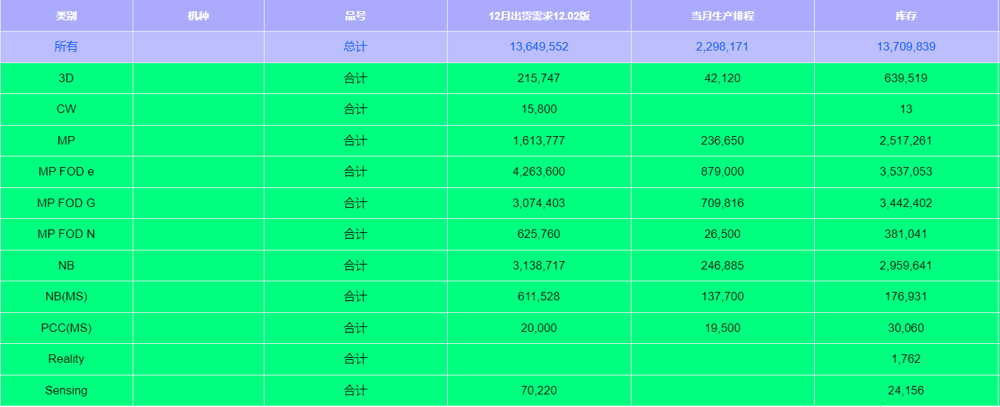 类别 机种 品号 12月出货需求12.02版 当月生产排程 库存
所有 总计 13,649,552 2,298,171 13,709,839
3D 合计 215,747 42,120 639,519
CW 合计 15,800 13
MP 合计 1,613,777 236,650 2,517,261
MP FOD e 合计 4,263,600 879,000 3,537,053
MP FOD G 合计 3,074,403 709,816 3,442,402
MP FOD N 合计 625,760 26,500 381,041
NB 合计 3,138,717 246,885 2,959,641
NB(MS) 合计 611,528 137,700 176,931
PCC(MS) 合计 20,000 19,500 30,060
Reality 合计 1,762
Sensing 合计 70,220 24,156